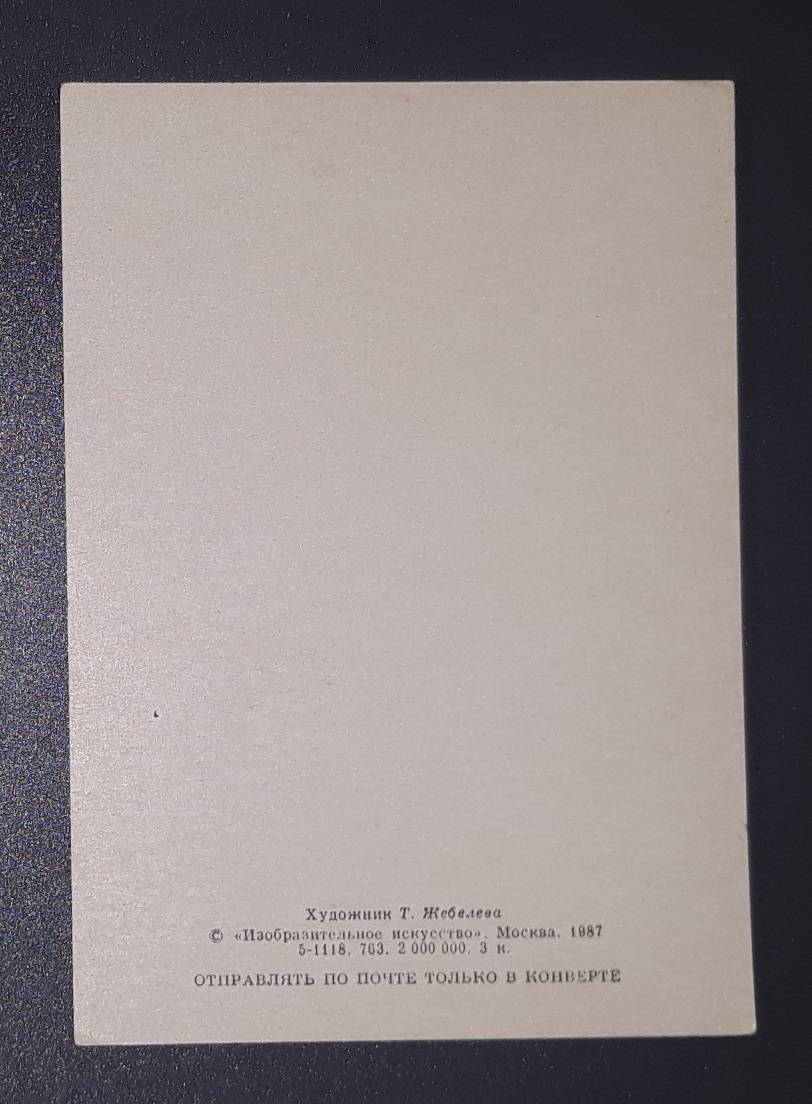 Художник Т. Жебелева
© «Изобразительное искусство». Москва. 1987
5-1118. 763. 2 000 000. 3 к.
ОТПРАВЛЯТЬ ПО ПОЧТЕ ТОЛЬКО В КОНВЕРТЕ